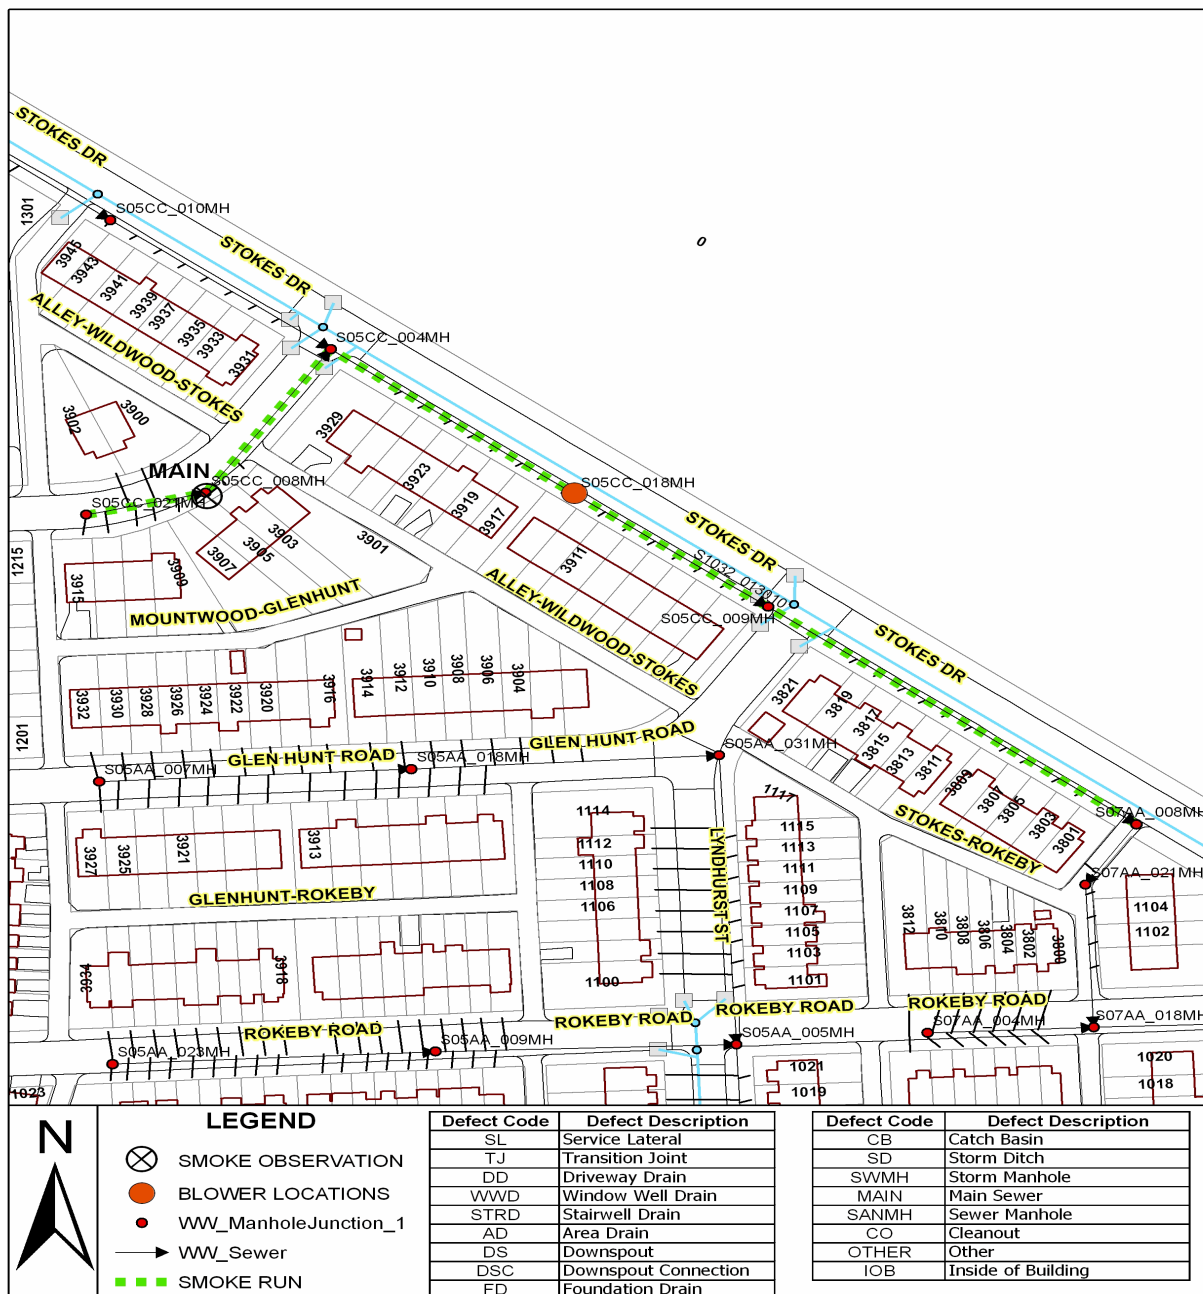 STOKES DR
1301
S05CC_010MH
STOKES DR
0
3945
3943
3941
3939
3937
3935
3933
3931
ALLEY-WILDWOOD-STOKES
S05CC_004MH
3902
3900
3929
3923
3919
3917
MAIN
S05CC_008MH
S05CC_021MH
S05CC_018MH
STOKES DR
3901
3903
3905
3907
3911
1215
3915
3909
MOUNTWOOD-GLENHUNT
ALLEY-WILDWOOD-STOKES
S1032_013010
S05CC_009MH
STOKES DR
3932
3930
3928
3926
3924
3922
3920
3916
3914
3912
3910
3908
3906
3904
3821
3819
3817
3815
3813
3811
3809
3807
3805
3803
3801
1201
GLEN HUNT ROAD
GLEN HUNT ROAD
S05AA_007MH
S05AA_018MH
S05AA_031MH
S07AA_008MH
STOKES-ROKEBY
S07AA_021MH
3927
3925
3921
3913
1114
1112
1110
1108
1106
1100
LYNDHURST ST
1117
1115
1113
1111
1109
1107
1105
1103
1101
GLENHUNT-ROKEBY
3812
3810
3808
3806
3804
3802
3800
1104
1102
3934
3918
ROKEBY ROAD
ROKEBY ROAD
ROKEBY ROAD
ROKEBY ROAD
S05AA_023MH
S05AA_009MH
S05AA_005MH
S07AA_004MH
S07AA_018MH
1023
1021
1019
1020
1018
N
LEGEND
SMOKE OBSERVATION
BLOWER LOCATIONS
WW_ManholeJunction_1
WW_Sewer
SMOKE RUN
Defect Code Defect Description
SL Service Lateral
TJ Transition Joint
DD Driveway Drain
WWD Window Well Drain
STRD Stairwell Drain
AD Area Drain
DS Downspout
DSC Downspout Connection
FD Foundation Drain
Defect Code Defect Description
CB Catch Basin
SD Storm Ditch
SWMH Storm Manhole
MAIN Main Sewer
SANMH Sewer Manhole
CO Cleanout
OTHER Other
IOB Inside of Building